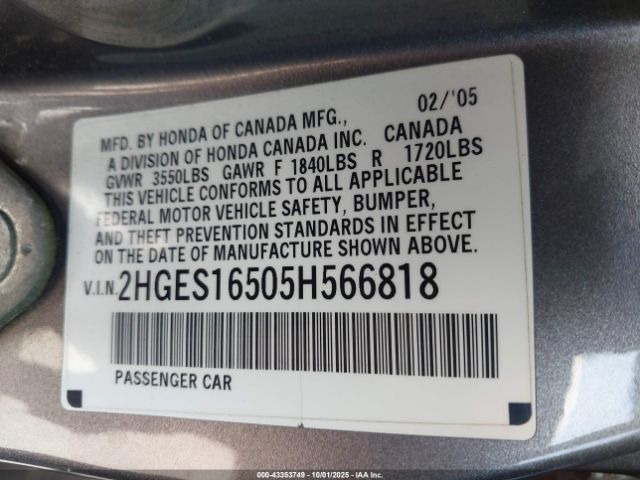 02/'05
MFD. BY HONDA OF CANADA MFG.,
A DIVISION OF HONDA CANADA INC. CANADA
GVWR 3550LBS GAWR F 1840LBS R 1720LBS
THIS VEHICLE CONFORMS TO ALL APPLICABLE
FEDERAL MOTOR VEHICLE SAFETY, BUMPER,
AND THEFT PREVENTION STANDARDS IN EFFECT
ON THE DATE OF MANUFACTURE SHOWN ABOVE.
V.I.N. 2HGES16505H566818
PASSENGER CAR
00-43353749 - 10/01/2025 - IAA Inc.